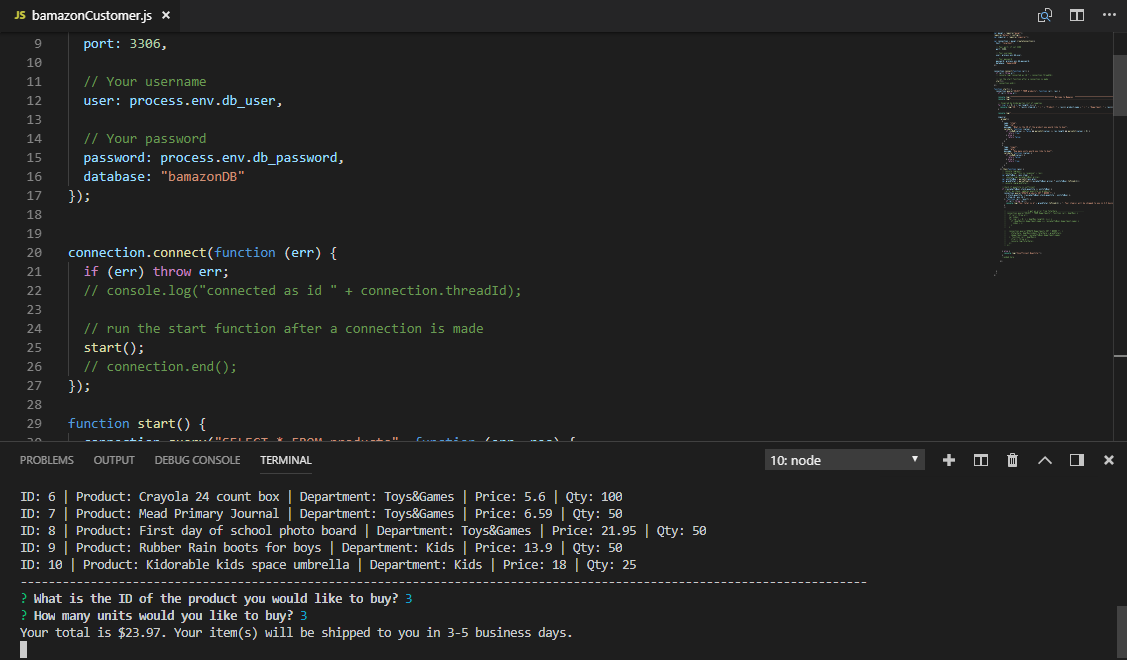 JS bamazonCustomer.js ×
9 port: 3306,
10
11 // Your username
12 user: process.env.db_user,
13
14 // Your password
15 password: process.env.db_password,
16 database: "bamazonDB"
17 });
18
19
20 connection.connect(function (err) {
21 if (err) throw err;
22 // console.log("connected as id " + connection.threadId);
23
24 // run the start function after a connection is made
25 start();
26 // connection.end();
27 });
28
29 function start() {
30 connection.query("SELECT * FROM products", function (err, res) {
PROBLEMS OUTPUT DEBUG CONSOLE TERMINAL 10: node
ID: 6 | Product: Crayola 24 count box | Department: Toys&Games | Price: 5.6 | Qty: 100
ID: 7 | Product: Mead Primary Journal | Department: Toys&Games | Price: 6.59 | Qty: 50
ID: 8 | Product: First day of school photo board | Department: Toys&Games | Price: 21.95 | Qty: 50
ID: 9 | Product: Rubber Rain boots for boys | Department: Kids | Price: 13.9 | Qty: 50
ID: 10 | Product: Kidorable kids space umbrella | Department: Kids | Price: 18 | Qty: 25
-----------------------------------------------------------------------------------------------------------------------
? What is the ID of the product you would like to buy? 3
? How many units would you like to buy? 3
Your total is $23.97. Your item(s) will be shipped to you in 3-5 business days.